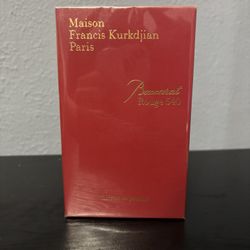 Maison
Francis Kurkdjian
Paris
Baccarat
Rouge 540